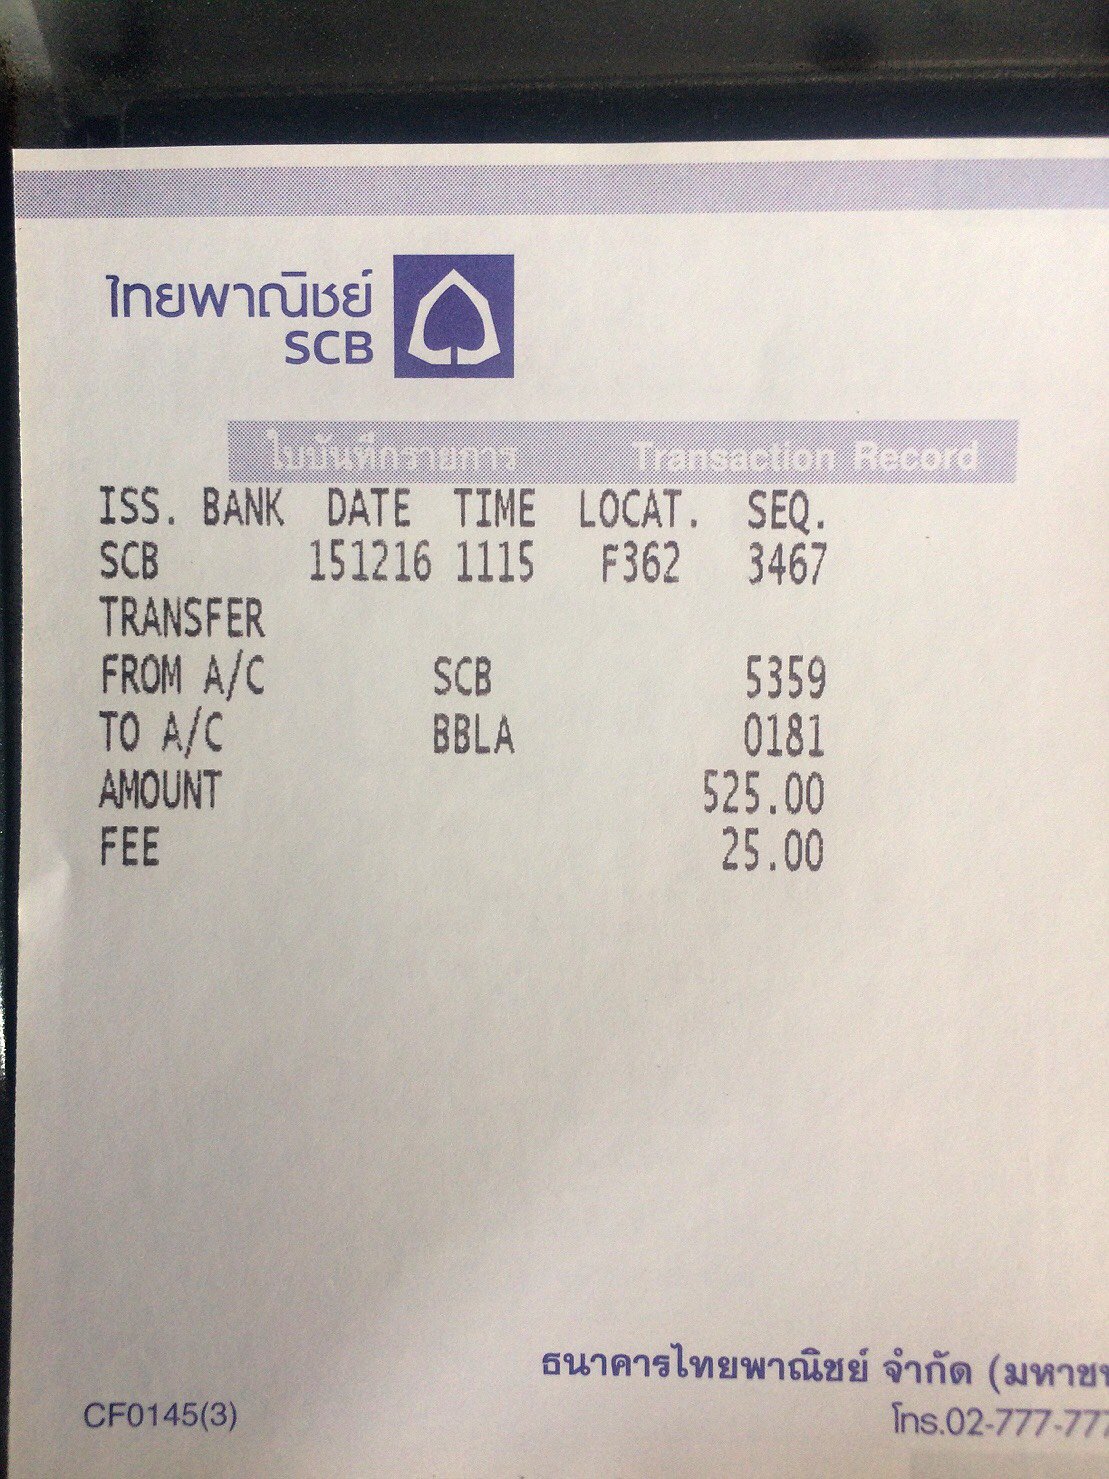 ไทยพาณิชย์
SCB
ใบบันทึกรายการ Transaction Record
ISS. BANK DATE TIME LOCAT. SEQ.
SCB 151216 1115 F362 3467
TRANSFER
FROM A/C SCB 5359
TO A/C BBLA 0181
AMOUNT 525.00
FEE 25.00
ธนาคารไทยพาณิชย์ จำกัด (มหาช
CF0145(3) โทร.02-777-777